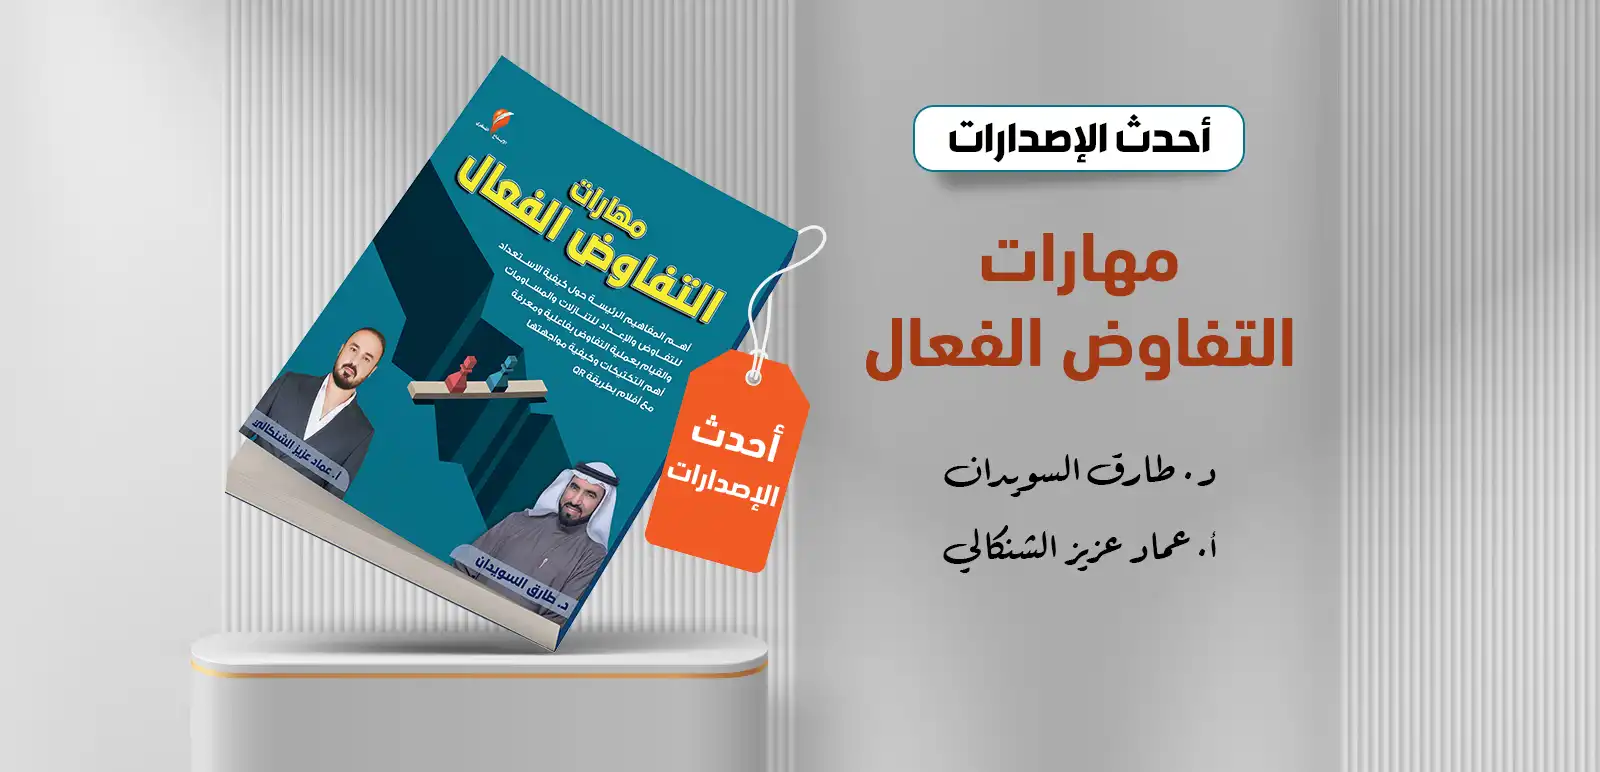 أحدث الإصدارات
مهارات
التفاوض الفعال
د. طارق السويدان
أ. عماد عزيز الشنكالي
مهارات
التفاوض الفعال
أهم المفاهيم الرئيسة حول كيفية الاستعداد
للتفاوض والإعداد للتنازلات والمساومات
والقيام بعملية التفاوض بفاعلية ومعرفة
أهم التكتيكات وكيفية مواجهتها
مع أفلام بطريقة QR
أ. عماد عزيز الشنكالي
د. طارق السويدان
أحدث
الإصدارات